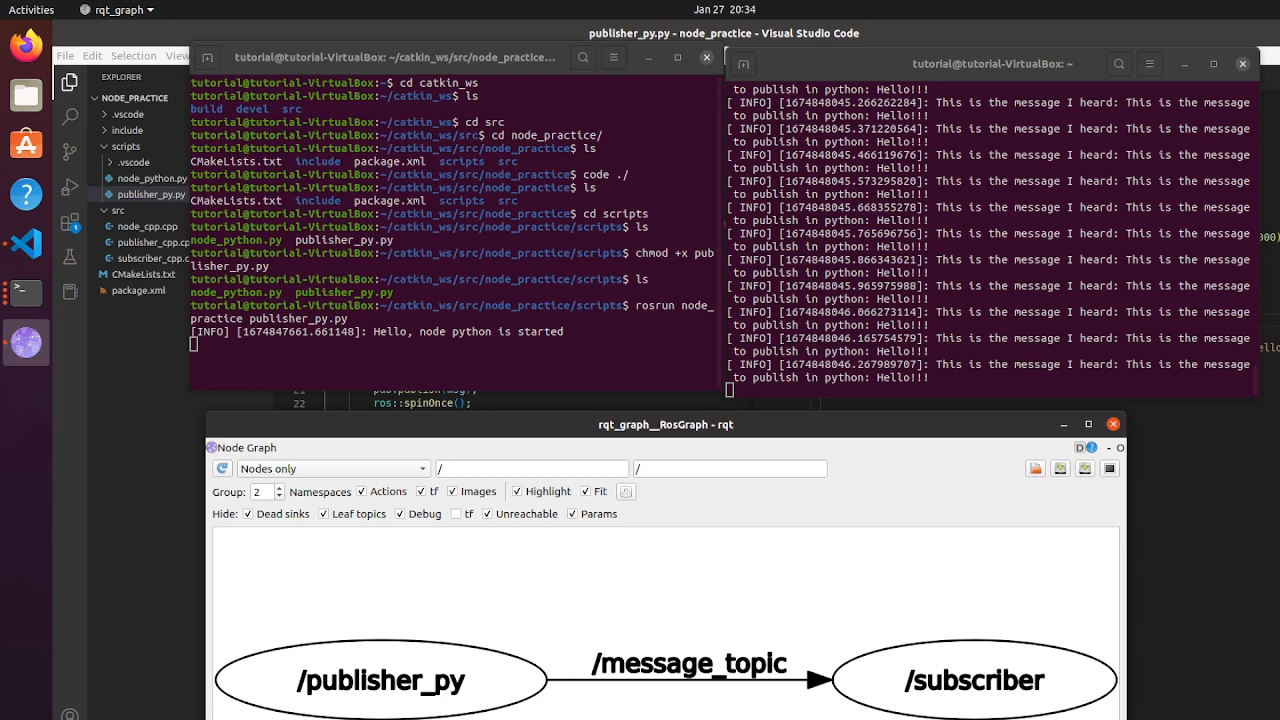 Activities
rqt_graph
Jan 27 20:34
publisher_py.py - node_practice - Visual Studio Code
File Edit Selection View
EXPLORER
NODE_PRACTICE
.vscode
include
scripts
.vscode
node_python.py
publisher_py.py
src
node_cpp.cpp
publisher_cpp.cp
subscriber_cpp.c
CMakeLists.txt
package.xml
1
tutorial@tutorial-VirtualBox: ~/catkin_ws/src/node_practice...
tutorial@tutorial-VirtualBox:~$ cd catkin_ws
tutorial@tutorial-VirtualBox:~/catkin_ws$ ls
build devel src
tutorial@tutorial-VirtualBox:~/catkin_ws$ cd src
tutorial@tutorial-VirtualBox:~/catkin_ws/src$ cd node_practice/
tutorial@tutorial-VirtualBox:~/catkin_ws/src/node_practice$ ls
CMakeLists.txt include package.xml scripts src
tutorial@tutorial-VirtualBox:~/catkin_ws/src/node_practice$ code ./
tutorial@tutorial-VirtualBox:~/catkin_ws/src/node_practice$ ls
CMakeLists.txt include package.xml scripts src
tutorial@tutorial-VirtualBox:~/catkin_ws/src/node_practice$ cd scripts
tutorial@tutorial-VirtualBox:~/catkin_ws/src/node_practice/scripts$ ls
node_python.py publisher_py.py
tutorial@tutorial-VirtualBox:~/catkin_ws/src/node_practice/scripts$ chmod +x pub
lisher_py.py
tutorial@tutorial-VirtualBox:~/catkin_ws/src/node_practice/scripts$ ls
node_python.py publisher_py.py
tutorial@tutorial-VirtualBox:~/catkin_ws/src/node_practice/scripts$ rosrun node_
practice publisher_py.py
[INFO] [1674847661.661148]: Hello, node python is started
tutorial@tutorial-VirtualBox: ~
to publish in python: Hello!!!
[ INFO] [1674848045.266262284]: This is the message I heard: This is the message
to publish in python: Hello!!!
[ INFO] [1674848045.371220564]: This is the message I heard: This is the message
to publish in python: Hello!!!
[ INFO] [1674848045.466119676]: This is the message I heard: This is the message
to publish in python: Hello!!!
[ INFO] [1674848045.573295820]: This is the message I heard: This is the message
to publish in python: Hello!!!
[ INFO] [1674848045.668355278]: This is the message I heard: This is the message
to publish in python: Hello!!!
[ INFO] [1674848045.765696756]: This is the message I heard: This is the message
to publish in python: Hello!!!
[ INFO] [1674848045.866343621]: This is the message I heard: This is the message
to publish in python: Hello!!!
[ INFO] [1674848045.965975988]: This is the message I heard: This is the message
to publish in python: Hello!!!
[ INFO] [1674848046.066273114]: This is the message I heard: This is the message
to publish in python: Hello!!!
[ INFO] [1674848046.165754579]: This is the message I heard: This is the message
to publish in python: Hello!!!
[ INFO] [1674848046.267989707]: This is the message I heard: This is the message
to publish in python: Hello!!!
000)
ello
21 pub.publish(msg);
22 ros::spinOnce();
rqt_graph__RosGraph - rqt
Node Graph
D ? - O
Nodes only / /
Group: 2 Namespaces Actions tf Images Highlight Fit
Hide: Dead sinks Leaf topics Debug tf Unreachable Params
/publisher_py
/message_topic
/subscriber